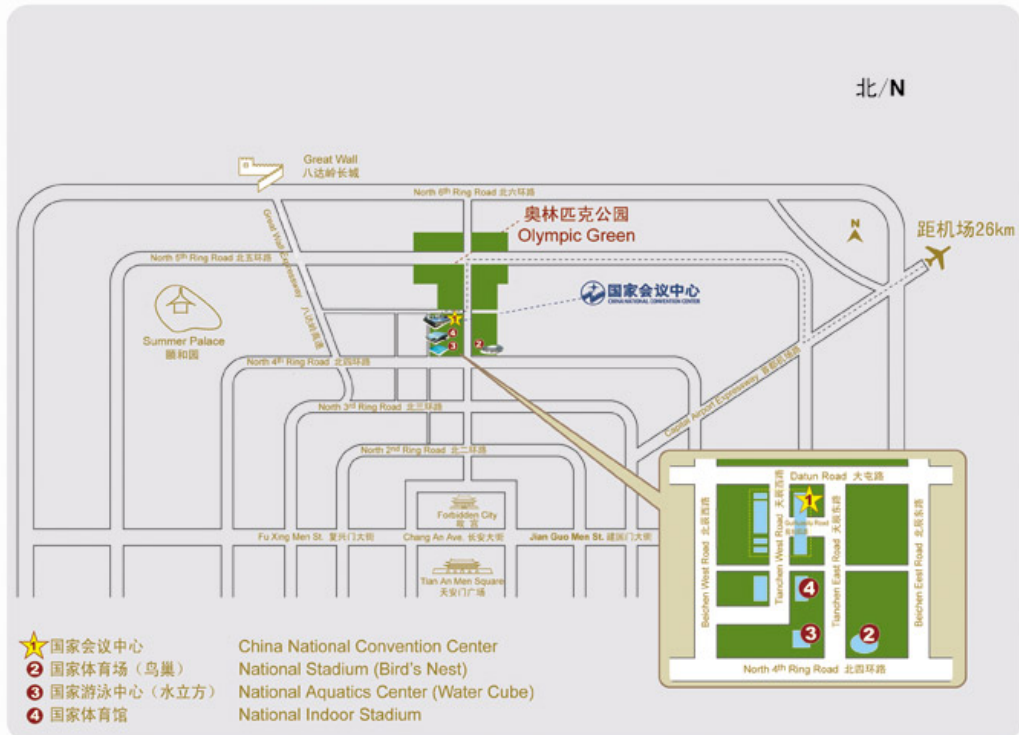 北/N
Great Wall
八达岭长城
North 6th Ring Road 北六环路
奥林匹克公园
Olympic Green
N
距机场26km
North 5th Ring Road 北五环路
Great Wall Expressway 八达岭高速
国家会议中心
CHINA NATIONAL CONVENTION CENTER
Summer Palace
颐和园
1
4
3
2
North 4th Ring Road 北四环路
Capital Airport Expressway 首都机场路
North 3rd Ring Road 北三环路
North 2nd Ring Road 北二环路
Forbidden City
故宫
Fu Xing Men St. 复兴门大街
Chang An Ave. 长安大街
Jian Guo Men St. 建国门大街
Tian An Men Square
天安门广场
Datun Road 大屯路
Beichen West Road 北辰西路
Tianchen West Road 天辰西路
Tianchen East Road 天辰东路
Beichen Eest Road 北辰东路
1
4
3
2
North 4th Ring Road 北四环路
1 国家会议中心 China National Convention Center
2 国家体育场（鸟巢） National Stadium (Bird's Nest)
3 国家游泳中心（水立方） National Aquatics Center (Water Cube)
4 国家体育馆 National Indoor Stadium